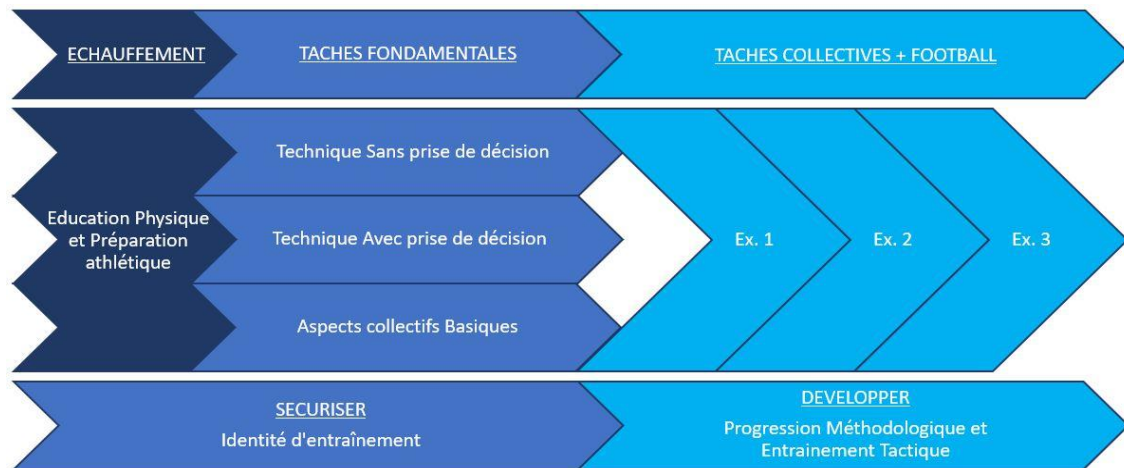 ECHAUFFEMENT
TACHES FONDAMENTALES
TACHES COLLECTIVES + FOOTBALL
Education Physique
et Préparation
athlétique
Technique Sans prise de décision
Technique Avec prise de décision
Aspects collectifs Basiques
Ex. 1
Ex. 2
Ex. 3
SECURISER
Identité d'entraînement
DEVELOPPER
Progression Méthodologique et
Entrainement Tactique